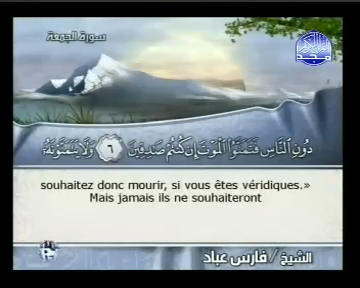 سورة الجمعة
المجد
دُونِ النَّاسِ فَتَمَنَّوُا الْمَوْتَ إِن كُنتُمْ صَادِقِينَ ٦ وَلَا يَتَمَنَّوْنَهُ
souhaitez donc mourir, si vous êtes véridiques.»
Mais jamais ils ne souhaiteront
الشيخ / فارس عباد